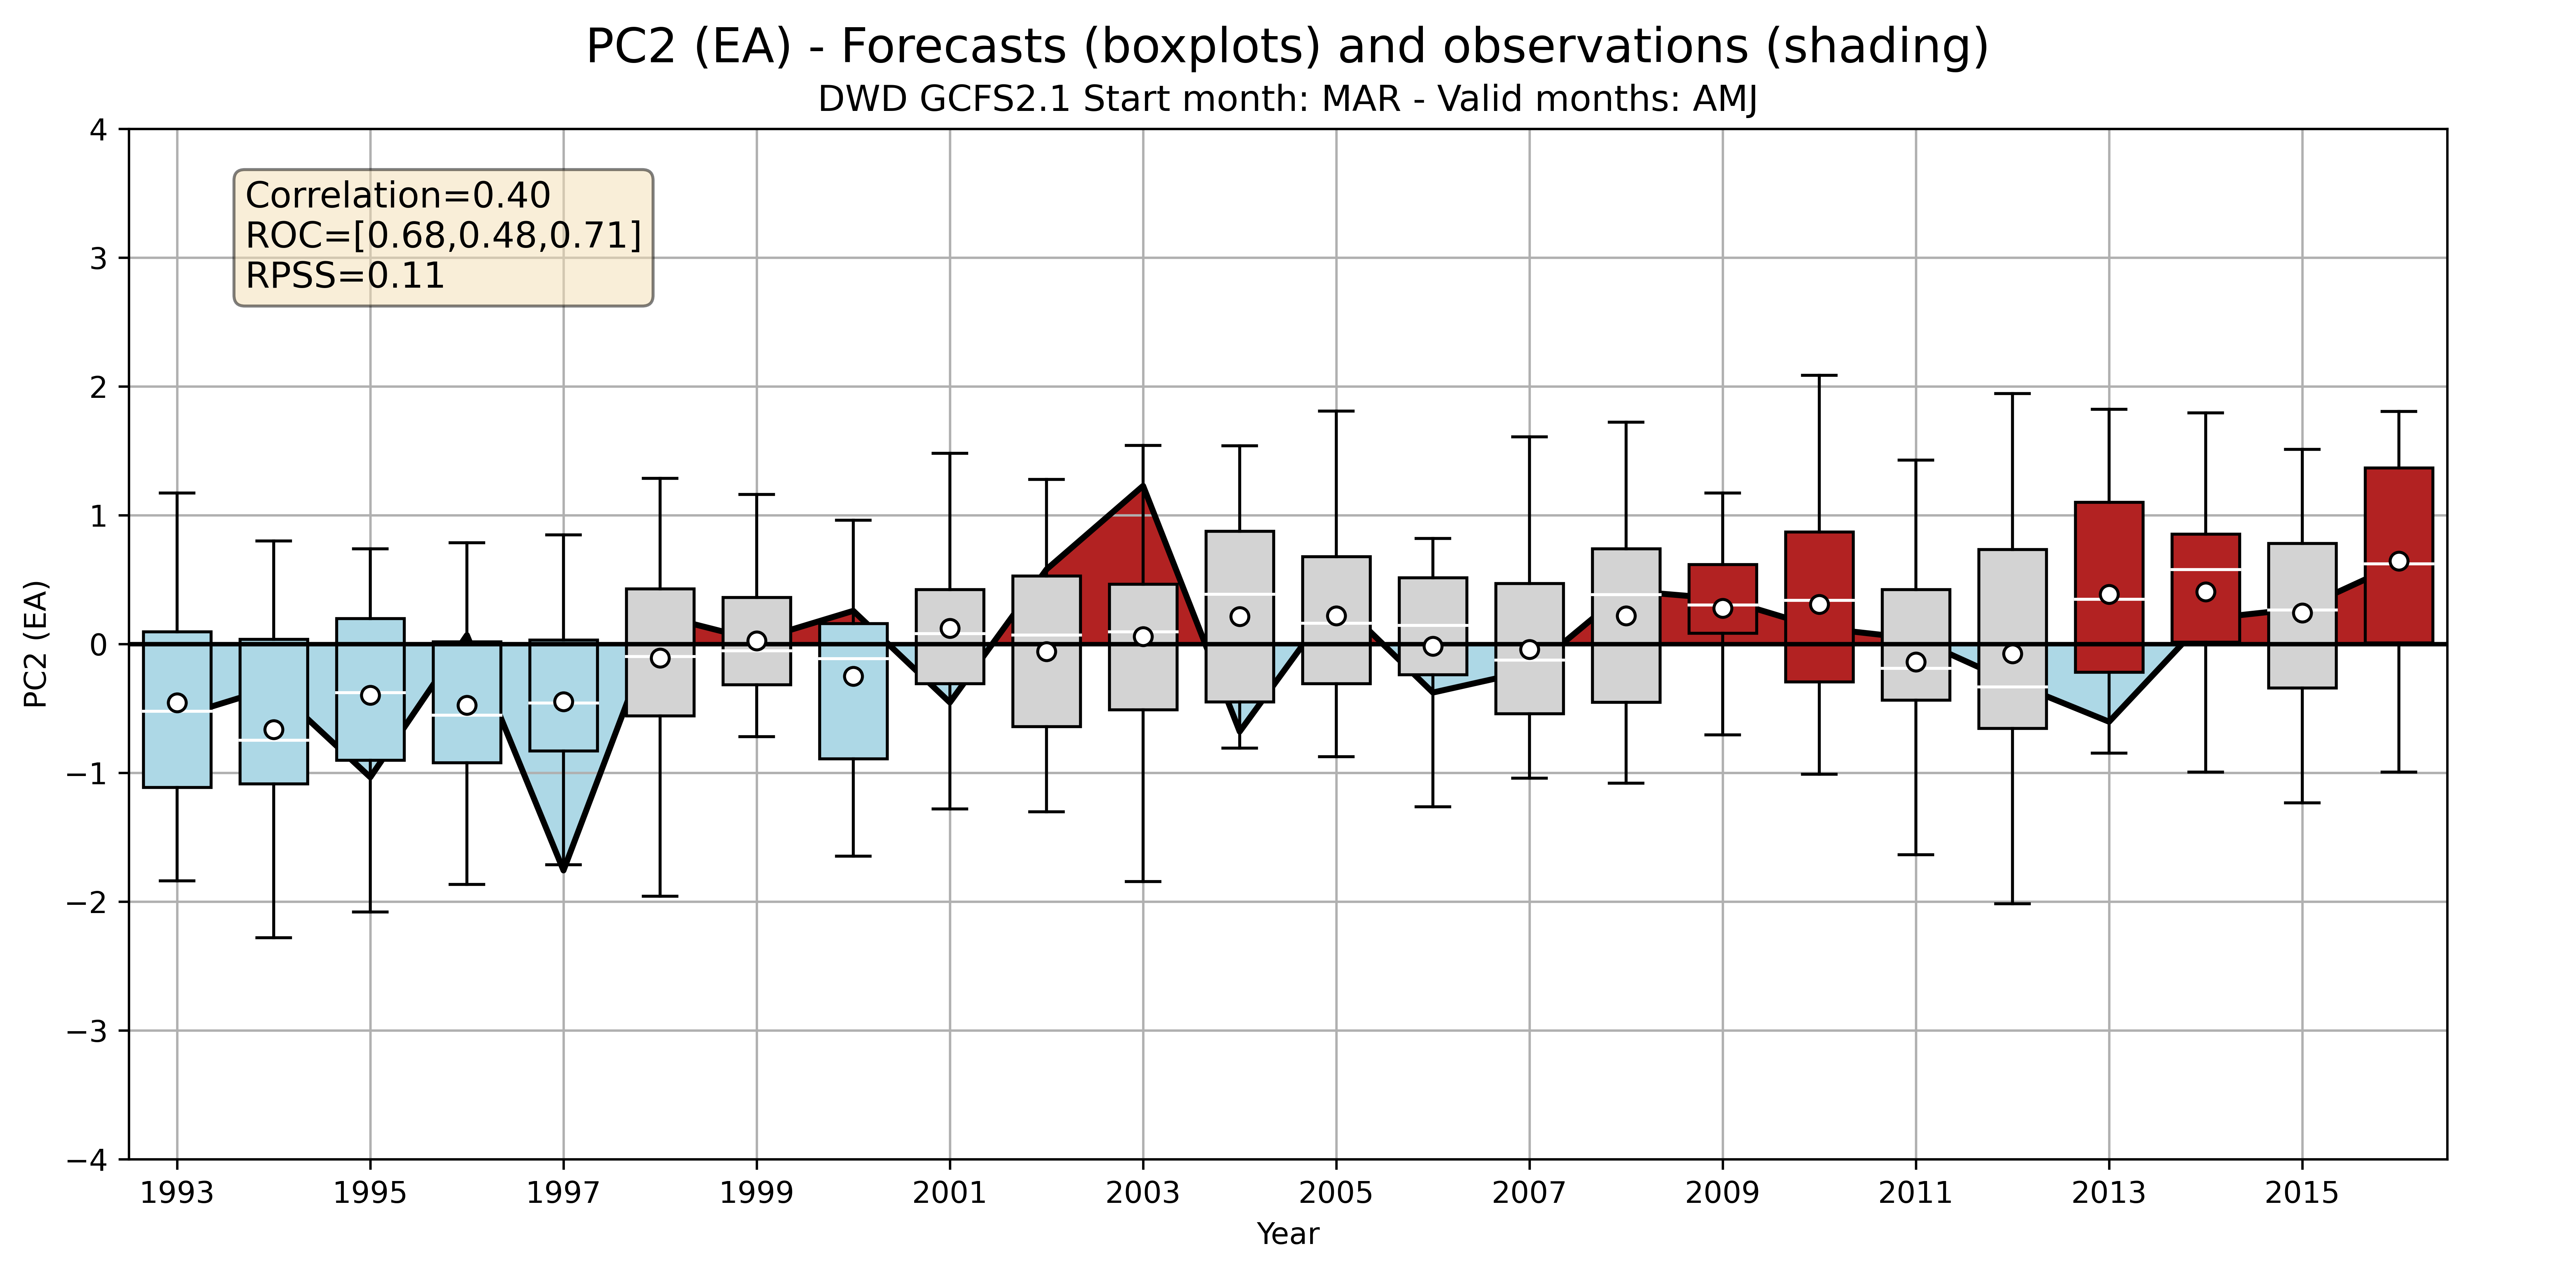 PC2 (EA) - Forecasts (boxplots) and observations (shading)
DWD GCFS2.1 Start month: MAR - Valid months: AMJ
Correlation=0.40
ROC=[0.68,0.48,0.71]
RPSS=0.11
PC2 (EA)
4
3
2
1
0
−1
−2
−3
−4
1993 1995 1997 1999 2001 2003 2005 2007 2009 2011 2013 2015
Year